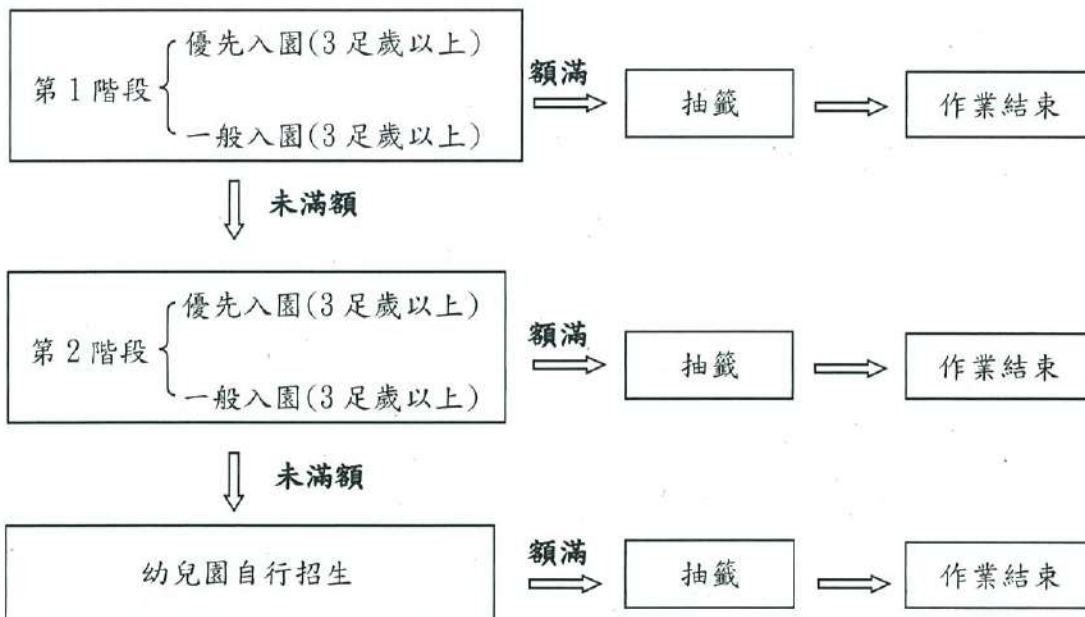 優先入園(3足歲以上)
第1階段
一般入園(3足歲以上)
額滿
抽籤
作業結束
未滿額
優先入園(3足歲以上)
第2階段
一般入園(3足歲以上)
額滿
抽籤
作業結束
未滿額
幼兒園自行招生
額滿
抽籤
作業結束